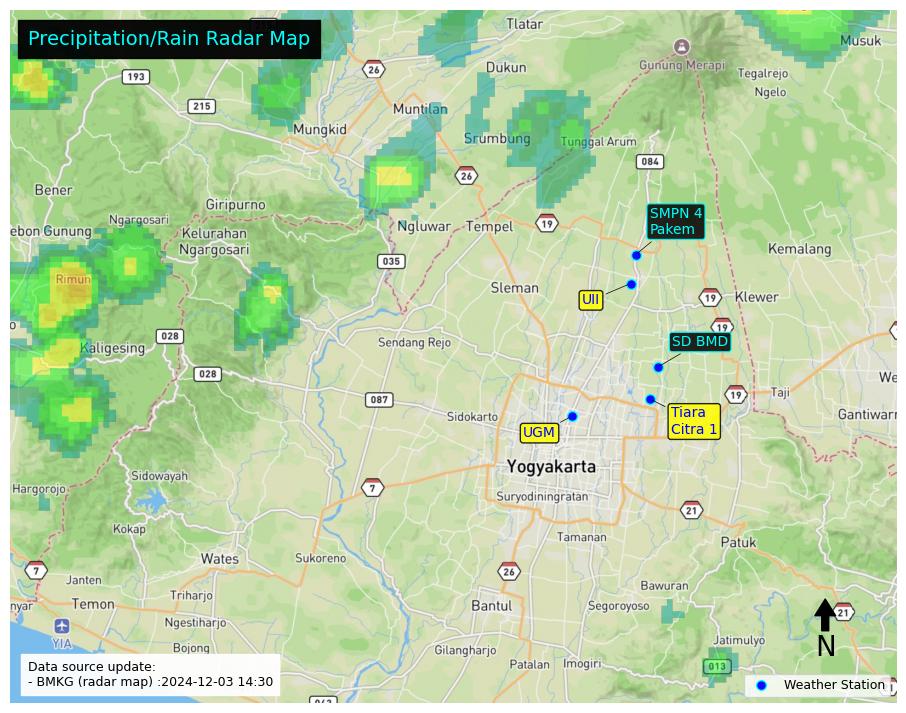 Precipitation/Rain Radar Map
Tlatar
Musuk
26
Gunung Merapi
193
Dukun
Tegalrejo
Ngelo
215
Muntilan
Mungkid
Srumbung
Tunggal Arum
084
26
Bener
Giripurno
SMPN 4
Pakem
Ngargosari
Ngluwar
Tempel
19
ebon Gunung
Kelurahan
Ngargosari
Kemalang
035
Rimun
Sleman
UII
19
Klewer
19
028
Kaligesing
Sendang Rejo
SD BMD
028
We
087
19
Taji
Sidokarto
Tiara
Citra 1
Gantiwarn
UGM
Yogyakarta
Sidowayah
Hargorojo
7
Suryodiningratan
21
Kokap
Tamanan
Patuk
Wates
Sukoreno
7
26
Janten
Bawuran
Triharjo
nyar
Temon
Bantul
Segoroyoso
21
Ngestiharjo
YIA
N
Bojong
Gilangharjo
Jatimulyo
Patalan
Imogiri
013
Data source update:
- BMKG (radar map) :2024-12-03 14:30
Weather Station